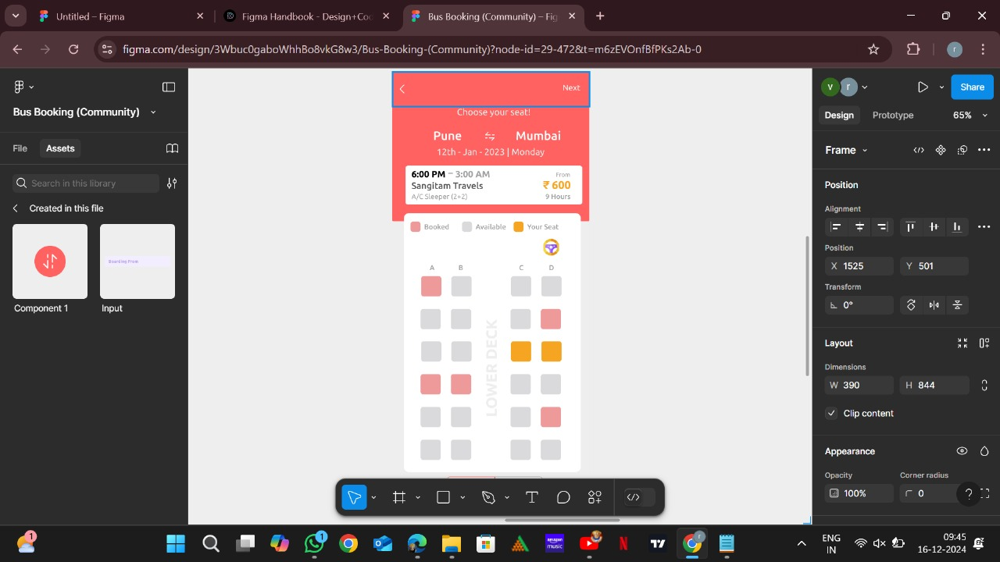 Untitled - Figma
Figma Handbook - Design+Co
Bus Booking (Community) – Fig
figma.com/design/3Wbuc0gaboWhhBo8vkG8w3/Bus-Booking-(Community)?node-id=29-472&t=m6zEVOnfBfPKs2Ab-0
r
Bus Booking (Community)
File
Assets
Search in this library
Created in this file
Boarding From
Component 1
Input
Next
Choose your seat!
Pune
Mumbai
12th - Jan - 2023 | Monday
6:00 PM – 3:00 AM
From
Sangitam Travels
₹ 600
A/C Sleeper (2+2)
9 Hours
Booked
Available
Your Seat
A
B
C
D
LOWER DECK
V
r
Share
Design
Prototype
65%
Frame
Position
Alignment
Position
X 1525
Y 501
Transform
0°
Layout
Dimensions
W 390
H 844
Clip content
Appearance
Opacity
Corner radius
100%
0
?
1
1
amazon music
ENG
IN
09:45
16-12-2024